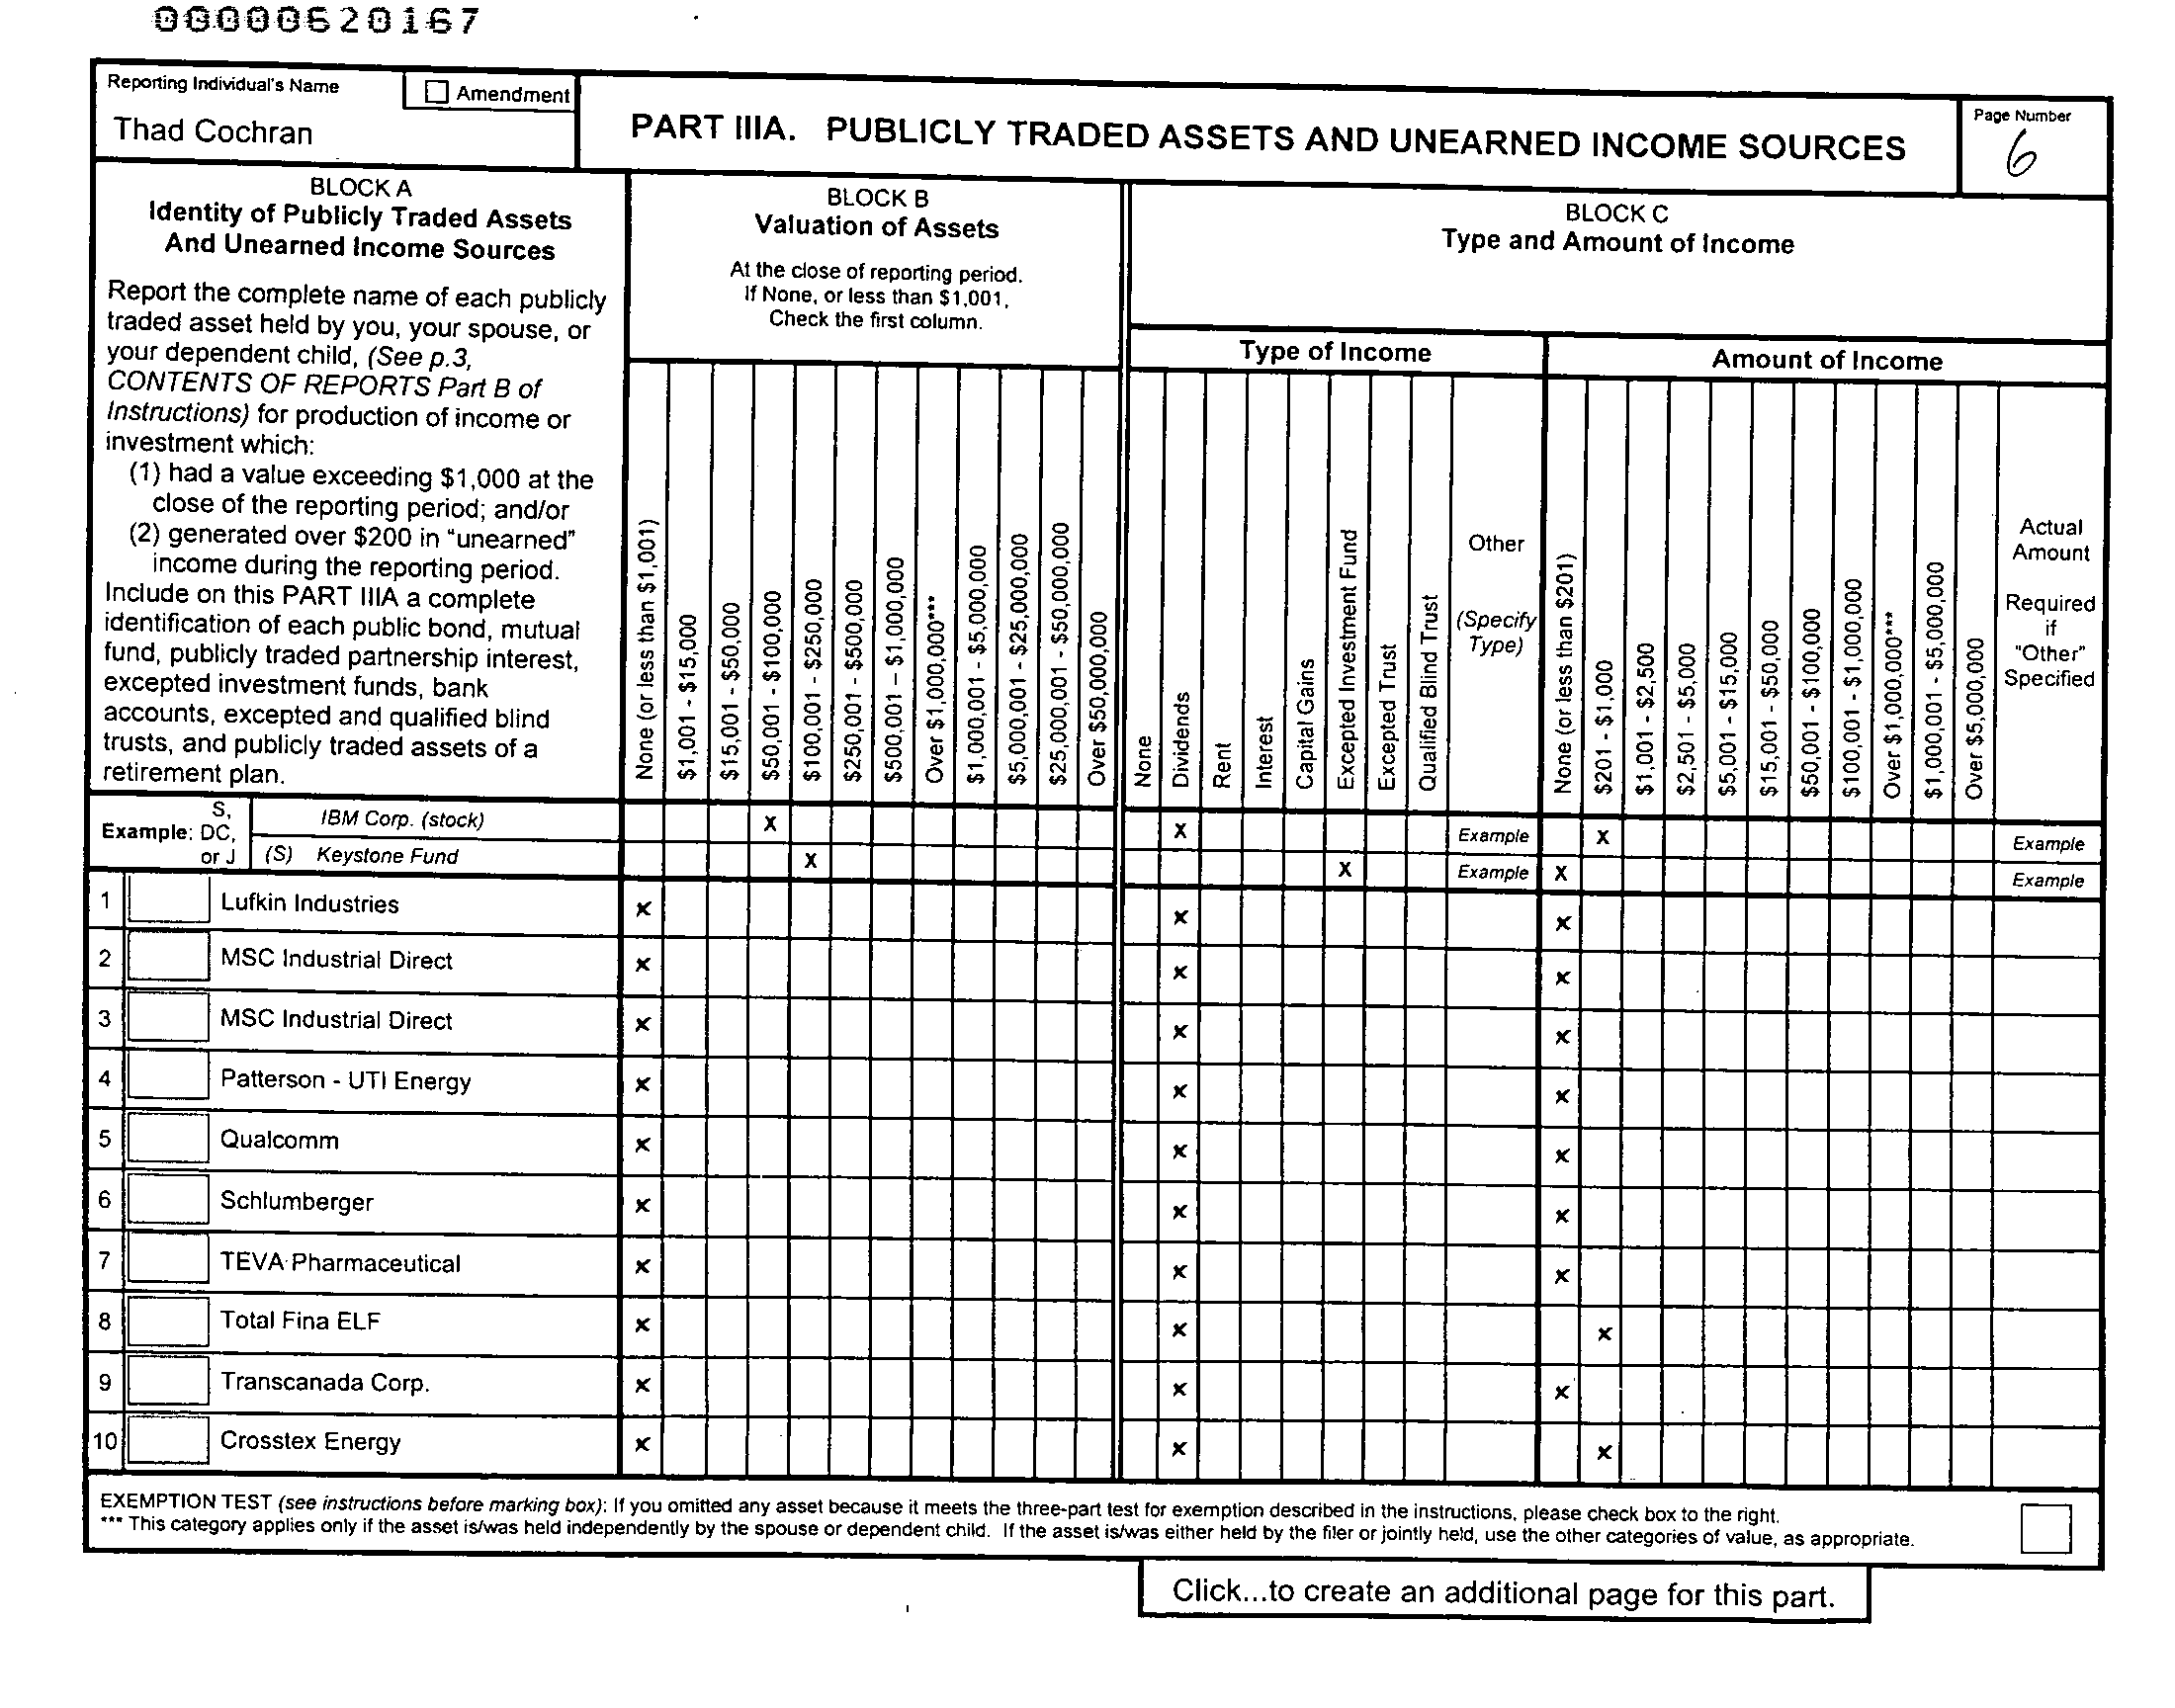 00000620167
Reporting Individual's Name
Amendment
Thad Cochran
PART IIIA. PUBLICLY TRADED ASSETS AND UNEARNED INCOME SOURCES
Page Number
6
BLOCK A
Identity of Publicly Traded Assets
And Unearned Income Sources
Report the complete name of each publicly
traded asset held by you, your spouse, or
your dependent child, (See p.3,
CONTENTS OF REPORTS Part B of
Instructions) for production of income or
investment which:
(1) had a value exceeding $1,000 at the
close of the reporting period; and/or
(2) generated over $200 in "unearned"
income during the reporting period.
Include on this PART IIIA a complete
identification of each public bond, mutual
fund, publicly traded partnership interest,
excepted investment funds, bank
accounts, excepted and qualified blind
trusts, and publicly traded assets of a
retirement plan.
BLOCK B
Valuation of Assets
At the close of reporting period.
If None, or less than $1,001,
Check the first column.
None (or less than $1,001)
$1,001 - $15,000
$15,001 - $50,000
$50,001 - $100,000
$100,001 - $250,000
$250,001 - $500,000
$500,001 – $1,000,000
Over $1,000,000***
$1,000,001 - $5,000,000
$5,000,001 - $25,000,000
$25,000,001 - $50,000,000
Over $50,000,000
BLOCK C
Type and Amount of Income
Type of Income
None
Dividends
Rent
Interest
Capital Gains
Excepted Investment Fund
Excepted Trust
Qualified Blind Trust
Other
(Specify
Type)
Amount of Income
None (or less than $201)
$201 - $1,000
$1,001 - $2,500
$2,501 - $5,000
$5,001 - $15,000
$15,001 - $50,000
$50,001 - $100,000
$100,001 - $1,000,000
Over $1,000,000***
$1,000,001 - $5,000,000
Over $5,000,000
Actual
Amount
Required
if
"Other"
Specified
Example: S,
DC,
or J
IBM Corp. (stock) X X Example X Example
(S) Keystone Fund X X Example X Example
1 Lufkin Industries x x x
2 MSC Industrial Direct x x x
3 MSC Industrial Direct x x x
4 Patterson - UTI Energy x x x
5 Qualcomm x x x
6 Schlumberger x x x
7 TEVA Pharmaceutical x x x
8 Total Fina ELF x x x
9 Transcanada Corp. x x x
10 Crosstex Energy x x x
EXEMPTION TEST (see instructions before marking box): If you omitted any asset because it meets the three-part test for exemption described in the instructions, please check box to the right.
*** This category applies only if the asset is/was held independently by the spouse or dependent child. If the asset is/was either held by the filer or jointly held, use the other categories of value, as appropriate.
Click...to create an additional page for this part.